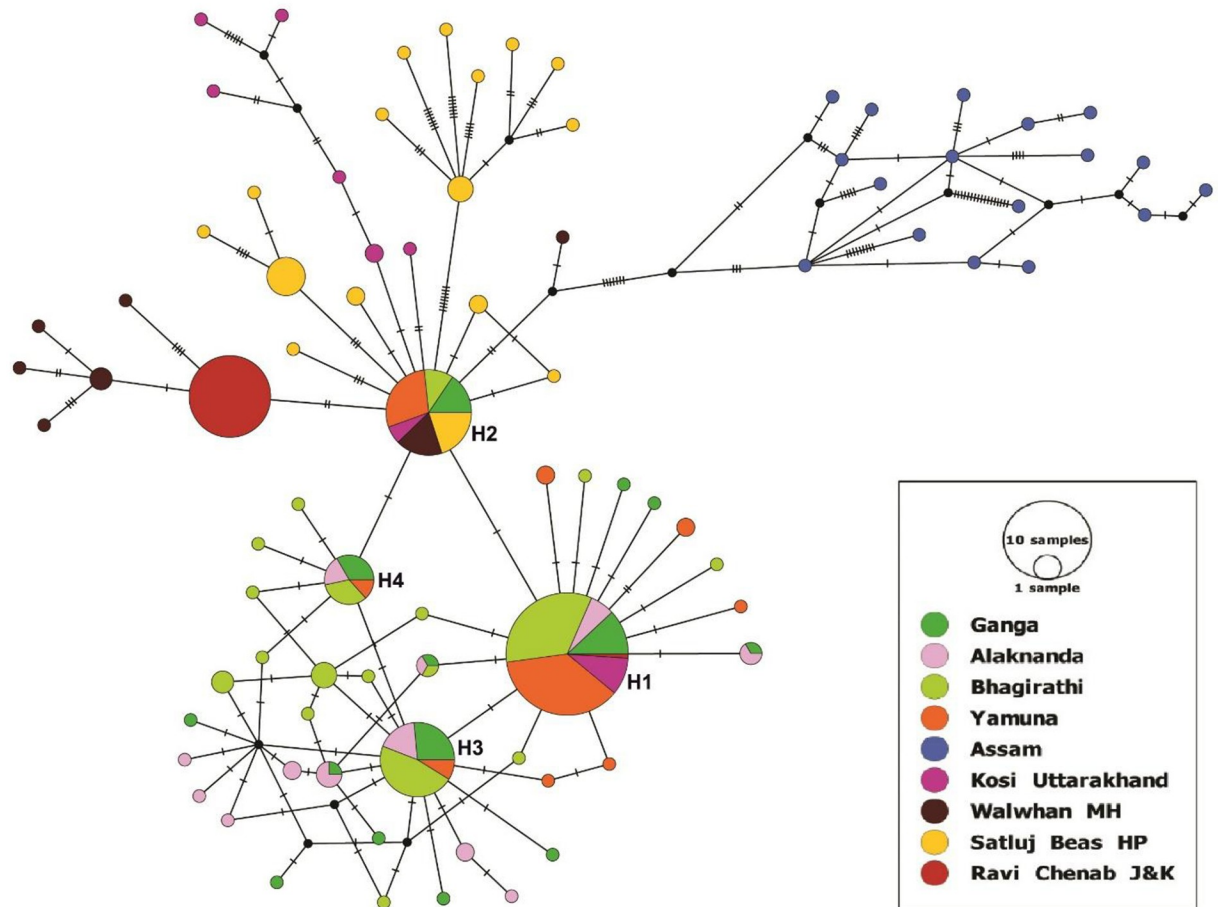 H2
H4
H1
H3
10 samples
1 sample
Ganga
Alaknanda
Bhagirathi
Yamuna
Assam
Kosi Uttarakhand
Walwhan MH
Satluj Beas HP
Ravi Chenab J&K